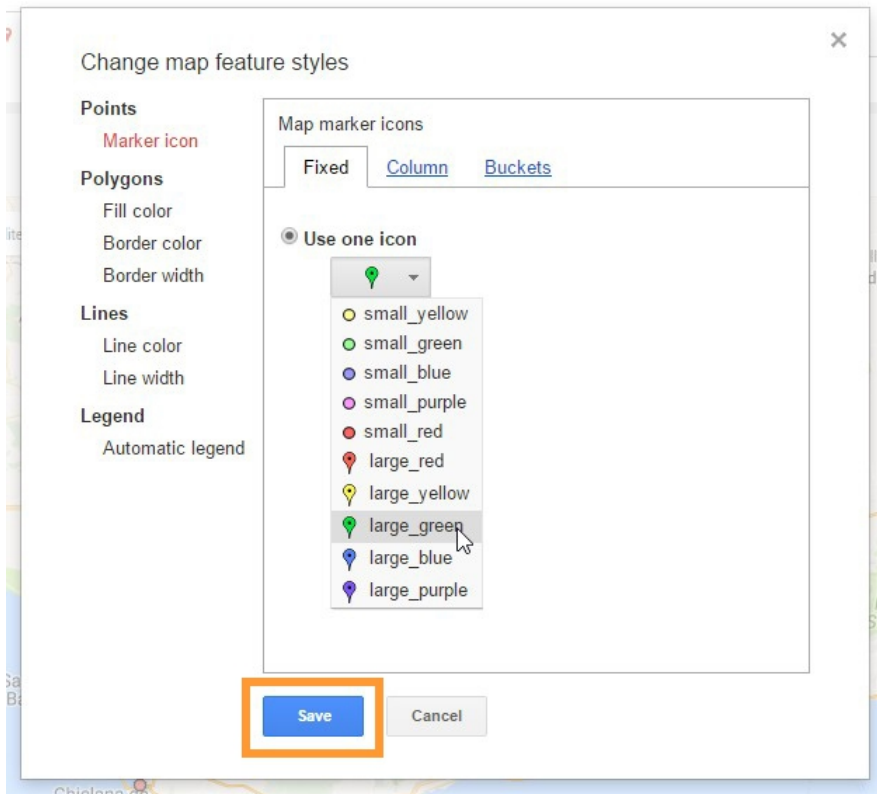 Change map feature styles
Points
Marker icon
Polygons
Fill color
Border color
Border width
Lines
Line color
Line width
Legend
Automatic legend
Map marker icons
Fixed Column Buckets
Use one icon
small_yellow
small_green
small_blue
small_purple
small_red
large_red
large_yellow
large_green
large_blue
large_purple
Save Cancel